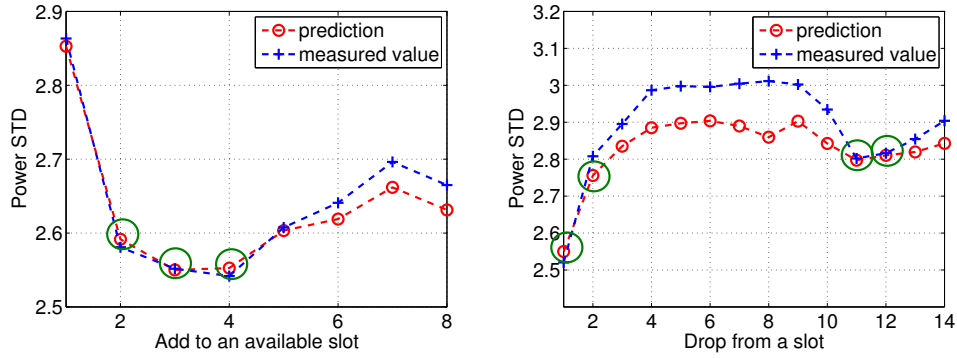 2.9
2.8
2.7
2.6
2.5
Power STD
2 4 6 8
Add to an available slot
prediction
measured value
3.2
3.1
3
2.9
2.8
2.7
2.6
2.5
Power STD
2 4 6 8 10 12 14
Drop from a slot
prediction
measured value